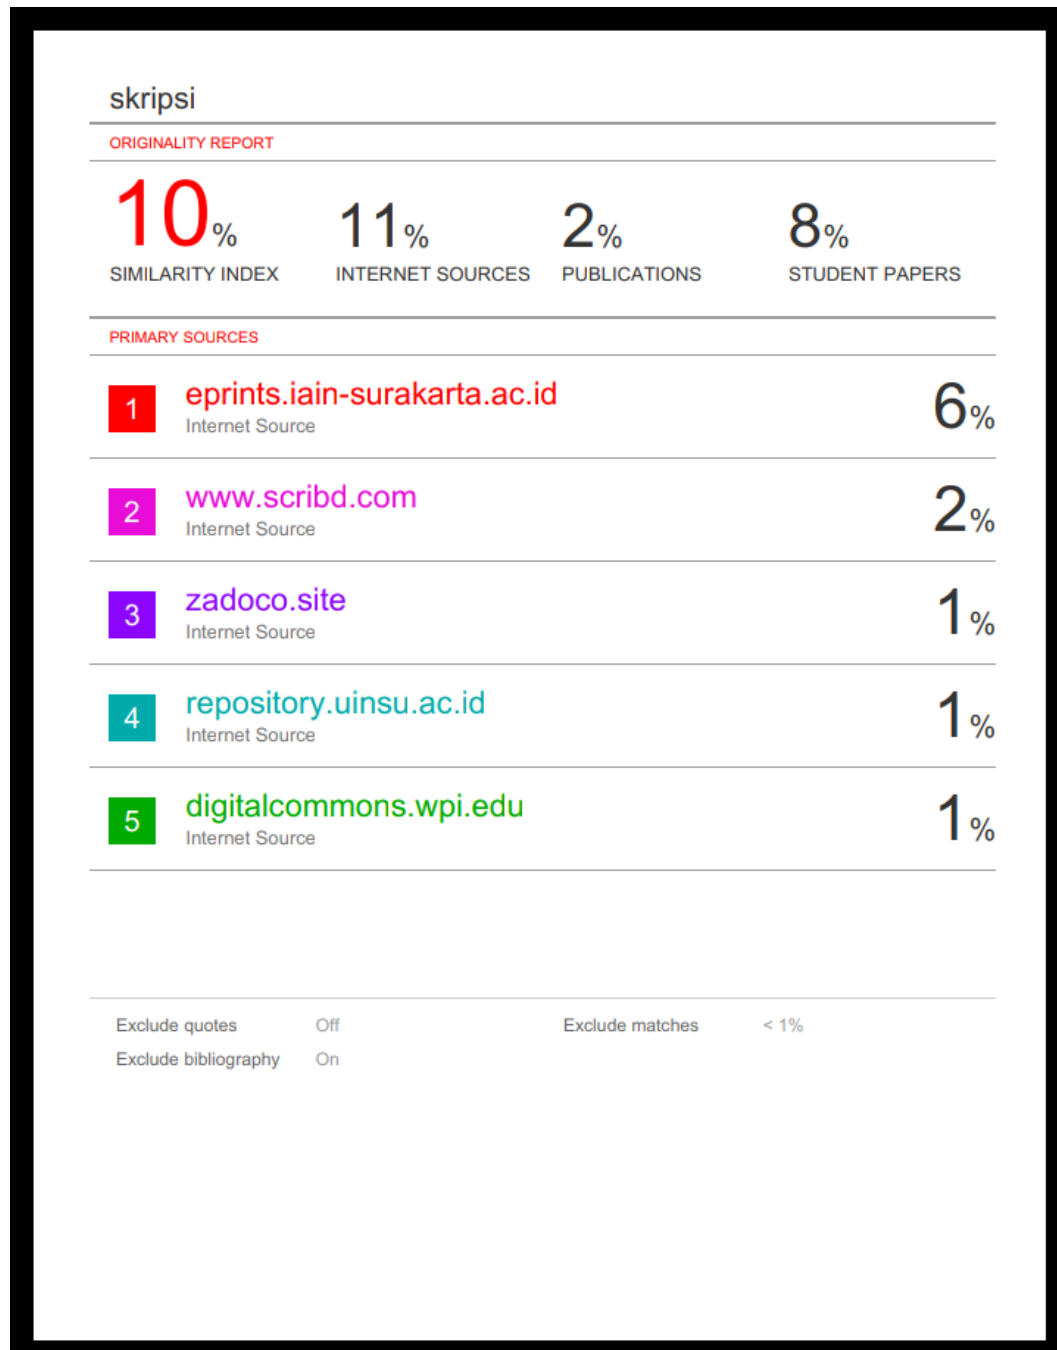 skripsi
ORIGINALITY REPORT
10% 11% 2% 8%
SIMILARITY INDEX INTERNET SOURCES PUBLICATIONS STUDENT PAPERS
PRIMARY SOURCES
1 eprints.iain-surakarta.ac.id 6%
Internet Source
2 www.scribd.com 2%
Internet Source
3 zadoco.site 1%
Internet Source
4 repository.uinsu.ac.id 1%
Internet Source
5 digitalcommons.wpi.edu 1%
Internet Source
Exclude quotes Off Exclude matches < 1%
Exclude bibliography On